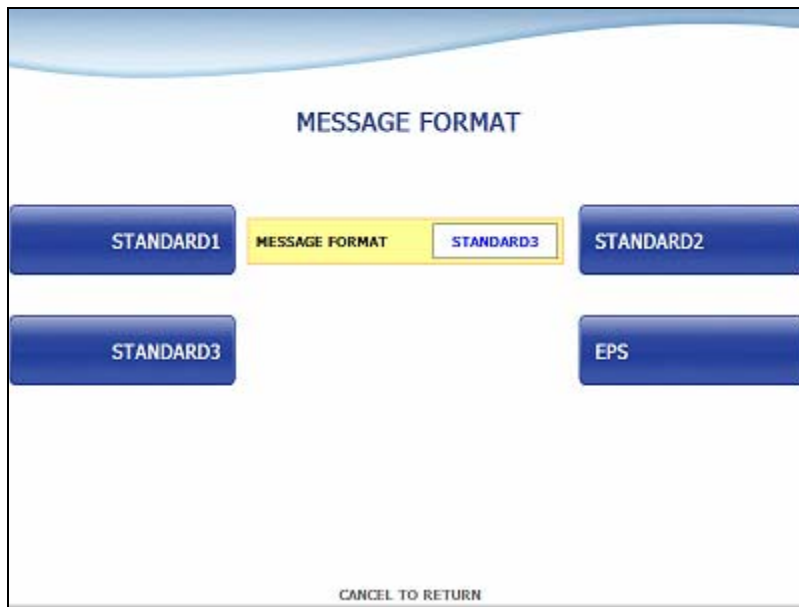 MESSAGE FORMAT
STANDARD1
MESSAGE FORMAT STANDARD3
STANDARD2
STANDARD3
EPS
CANCEL TO RETURN